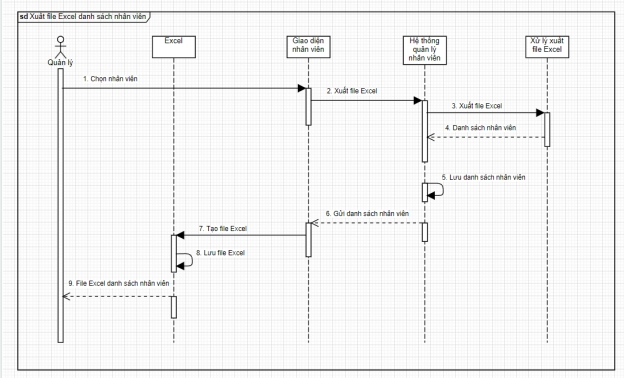 sd Xuất file Excel danh sách nhân viên
Quản lý
Excel
Giao diện
nhân viên
Hệ thông
quản lý
nhân viên
Xử lý xuất
file Excel
1. Chọn nhân viên
2. Xuất file Excel
3. Xuất file Excel
4. Danh sách nhân viên
5. Lưu danh sách nhân viên
6. Gửi danh sách nhân viên
7. Tạo file Excel
8. Lưu file Excel
9. File Excel danh sách nhân viên